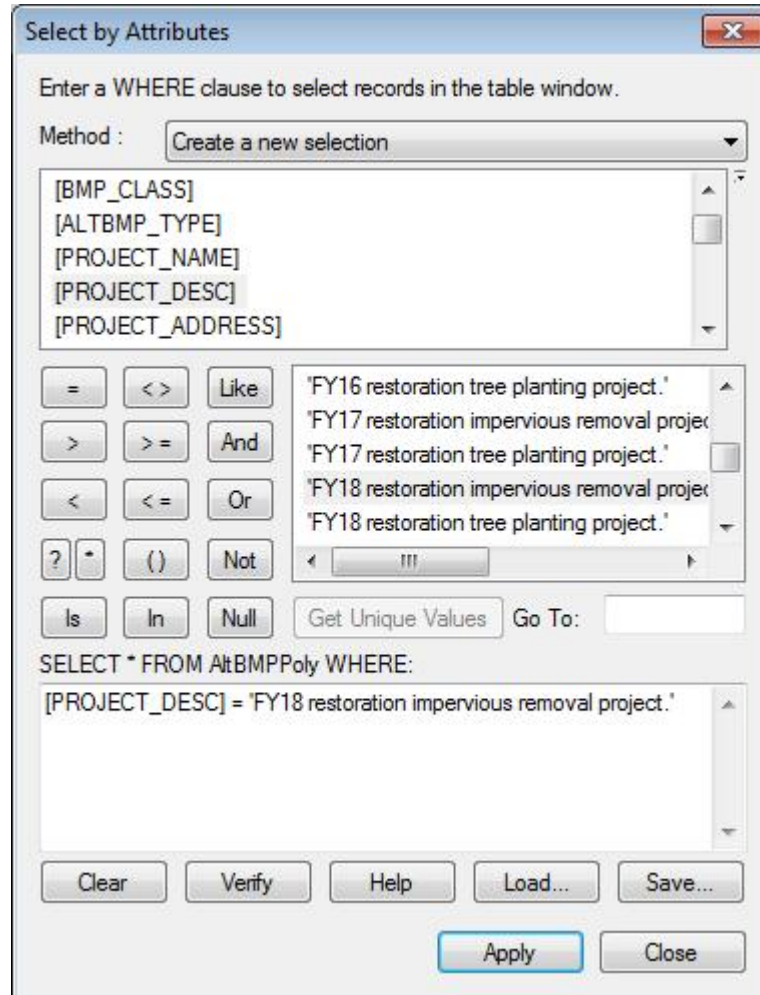 Select by Attributes
Enter a WHERE clause to select records in the table window.
Method : Create a new selection
[BMP_CLASS]
[ALTBMP_TYPE]
[PROJECT_NAME]
[PROJECT_DESC]
[PROJECT_ADDRESS]
= < > Like
> > = And
< < = Or
? * ( ) Not
Is In Null
'FY16 restoration tree planting project.'
'FY17 restoration impervious removal projec
'FY17 restoration tree planting project.'
'FY18 restoration impervious removal projec
'FY18 restoration tree planting project.'
Get Unique Values Go To:
SELECT * FROM AltBMPPoly WHERE:
[PROJECT_DESC] = 'FY18 restoration impervious removal project.'
Clear Verify Help Load... Save...
Apply Close